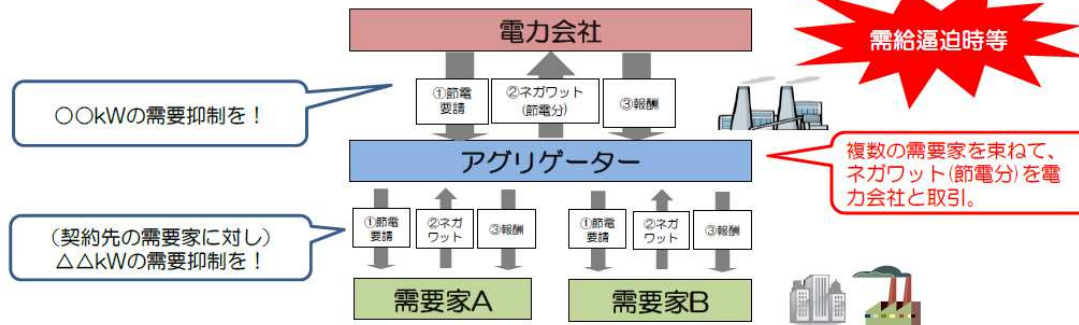 電力会社
需給逼迫時等
○○kWの需要抑制を！
①節電
要請
②ネガワット
(節電分)
③報酬
アグリゲーター
複数の需要家を束ねて、
ネガワット(節電分)を電
力会社と取引。
(契約先の需要家に対し)
△△kWの需要抑制を！
①節電
要請
②ネガ
ワット
③報酬
①節電
要請
②ネガ
ワット
③報酬
需要家A
需要家B